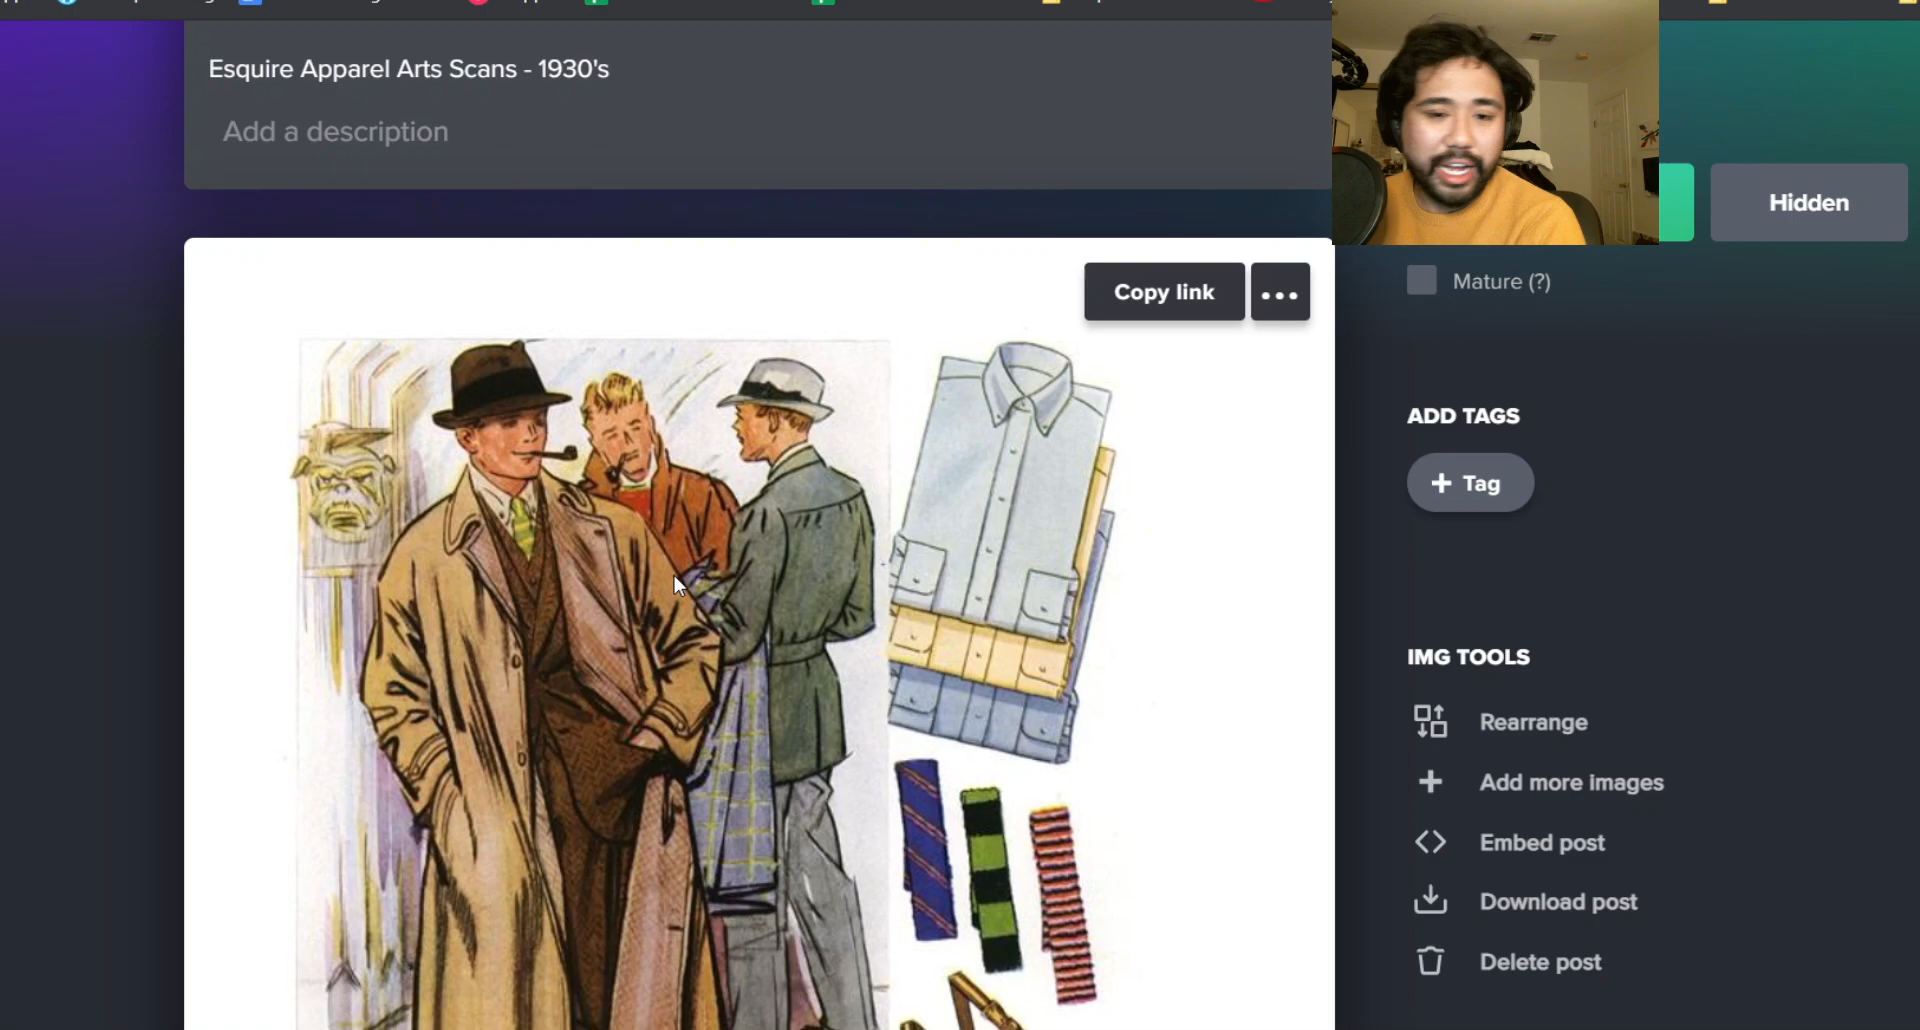 Esquire Apparel Arts Scans - 1930's
Add a description
Hidden
Copy link
Mature (?)
ADD TAGS
+ Tag
IMG TOOLS
Rearrange
Add more images
Embed post
Download post
Delete post